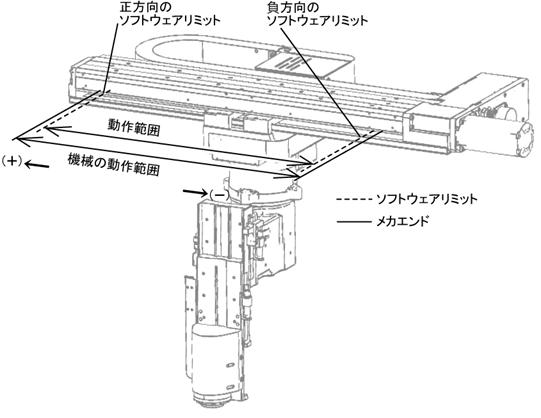 正方向の
ソフトウェアリミット
負方向の
ソフトウェアリミット
動作範囲
機械の動作範囲
(+)
(−)
ソフトウェアリミット
メカエンド